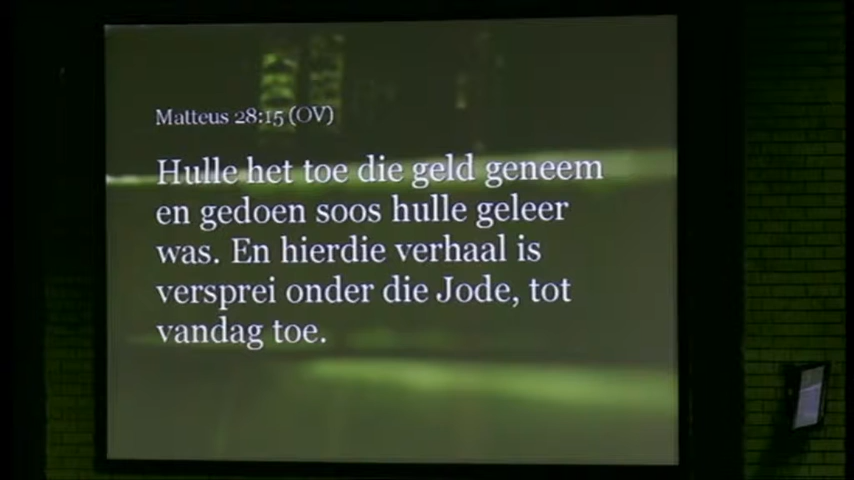 Matteus 28:15 (OV)
Hulle het toe die geld geneem
en gedoen soos hulle geleer
was. En hierdie verhaal is
versprei onder die Jode, tot
vandag toe.